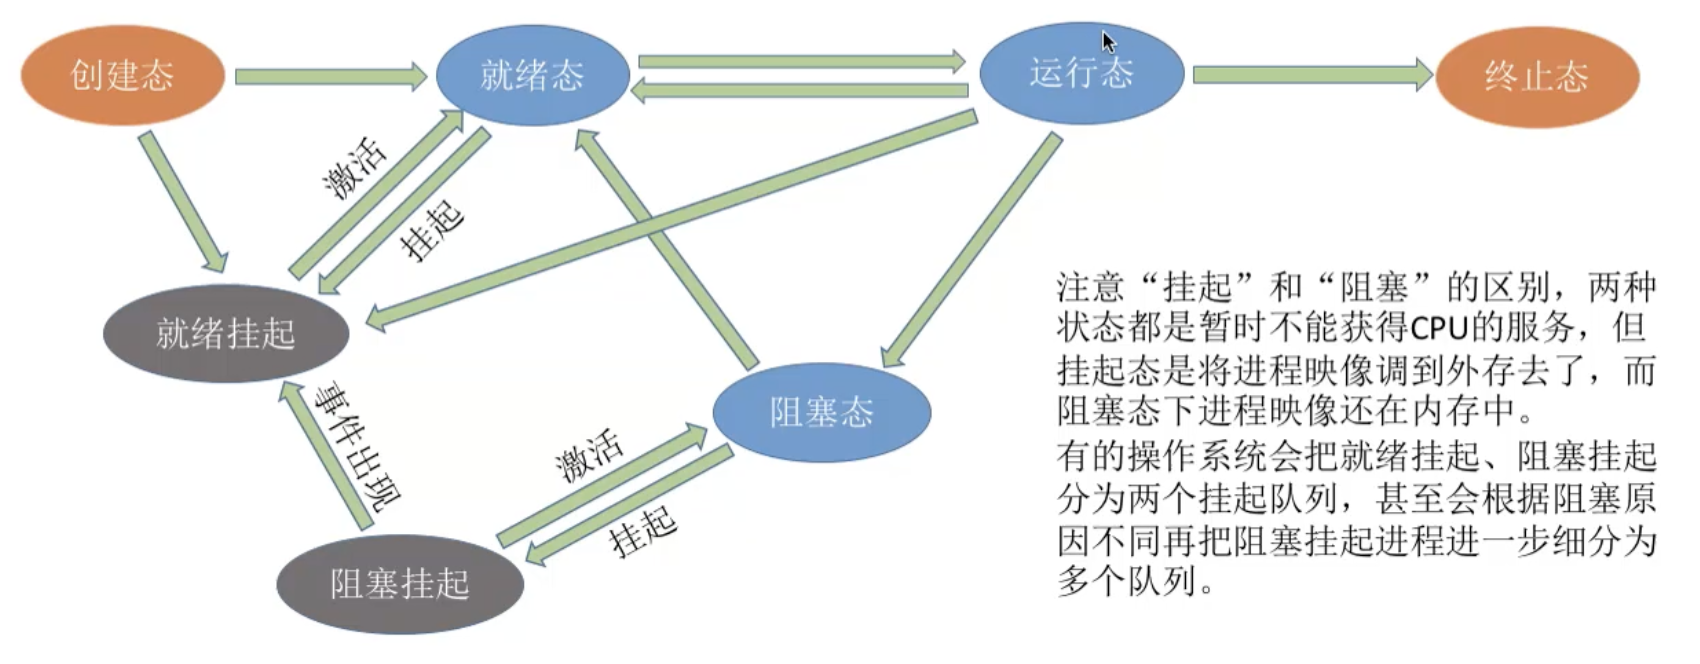 创建态
就绪态
运行态
终止态
激活
挂起
就绪挂起
事件出现
阻塞态
激活
挂起
阻塞挂起
注意“挂起”和“阻塞”的区别，两种
状态都是暂时不能获得CPU的服务，但
挂起态是将进程映像调到外存去了，而
阻塞态下进程映像还在内存中。
有的操作系统会把就绪挂起、阻塞挂起
分为两个挂起队列，甚至会根据阻塞原
因不同再把阻塞挂起进程进一步细分为
多个队列。